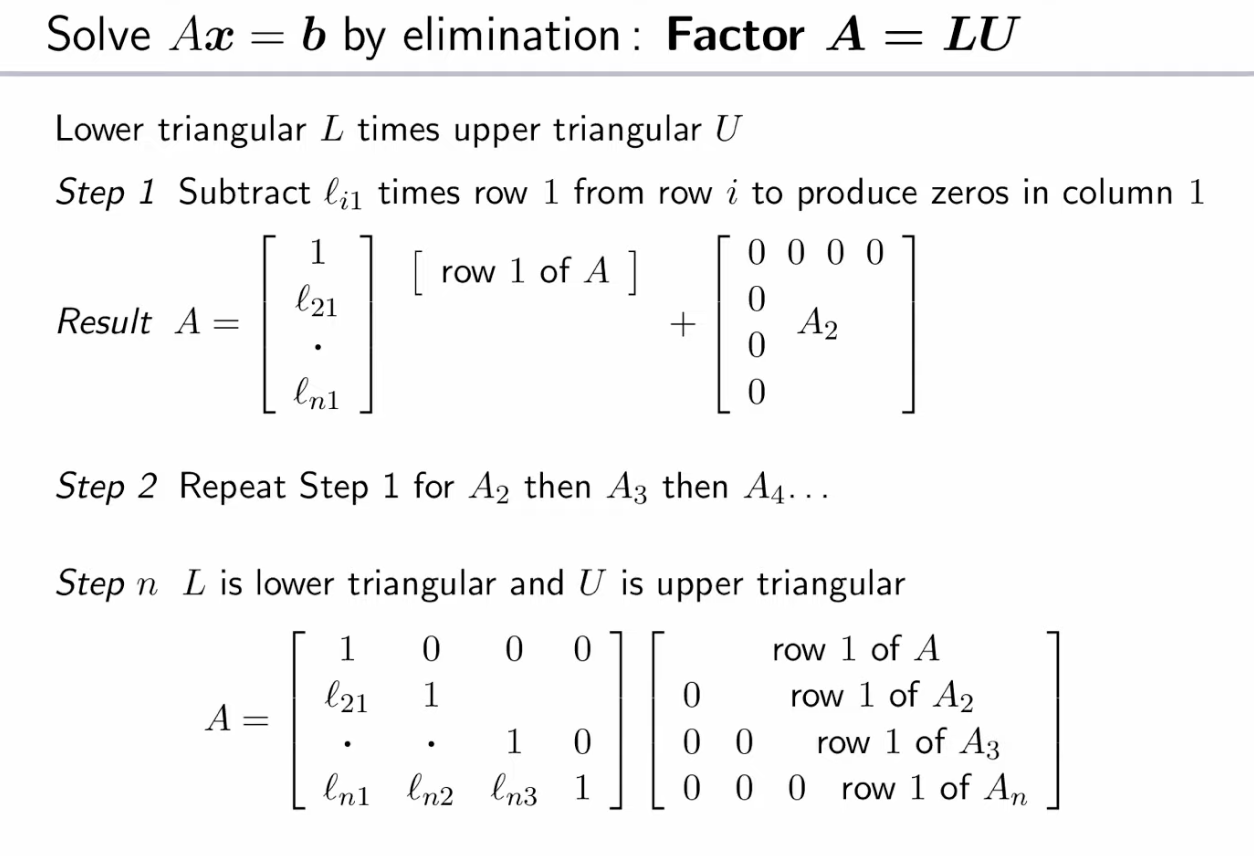 Solve Ax = b by elimination: Factor A = LU
Lower triangular L times upper triangular U
Step 1 Subtract ℓi1 times row 1 from row i to produce zeros in column 1
Result A = [ 1 ℓ21 · ℓn1 ] [ row 1 of A ] + [ 0 0 0 0 0 A2 0 0 ]
Step 2 Repeat Step 1 for A2 then A3 then A4...
Step n L is lower triangular and U is upper triangular
A =
1 0 0 0 row 1 of A
ℓ21 1 0 row 1 of A2
· · 1 0 0 0 row 1 of A3
ℓn1 ℓn2 ℓn3 1 0 0 0 row 1 of An